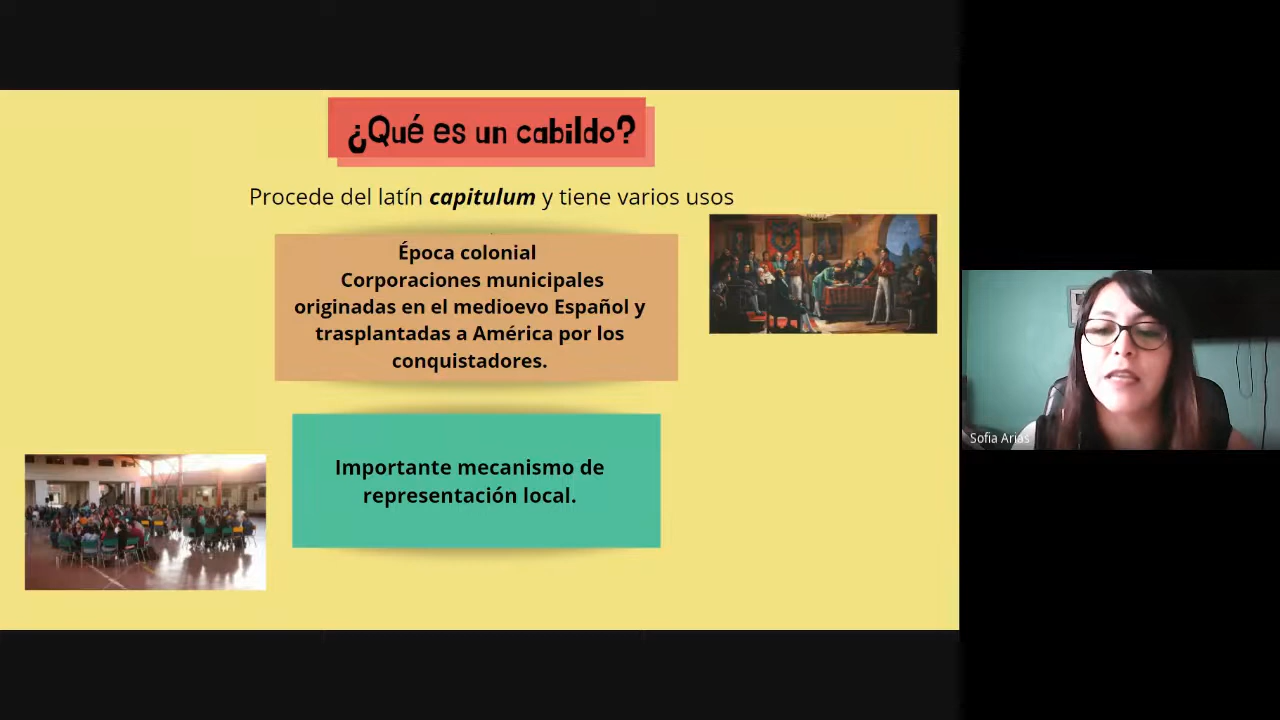 ¿Qué es un cabildo?
Procede del latín capitulum y tiene varios usos
Época colonial
Corporaciones municipales
originadas en el medioevo Español y
trasplantadas a América por los
conquistadores.
Importante mecanismo de
representación local.
Sofia Arias